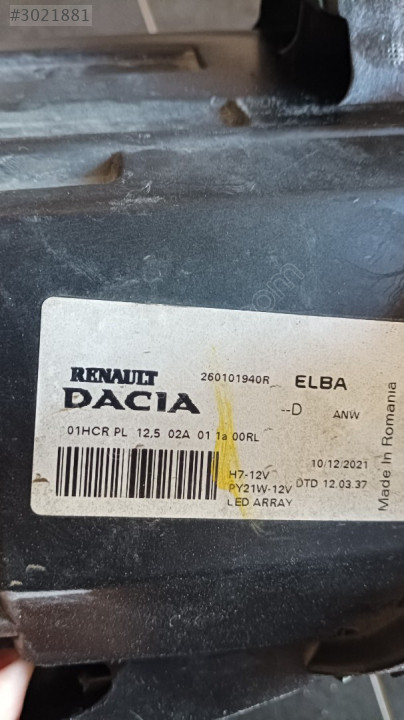 #3021881
RENAULT 260101940R ELBA
DACIA --D ANW
01HCR PL 12,5 02A 01 1a 00RL
10/12/2021
H7-12V
PY21W-12V DTD 12.03.37
LED ARRAY
Made In Romania
.com